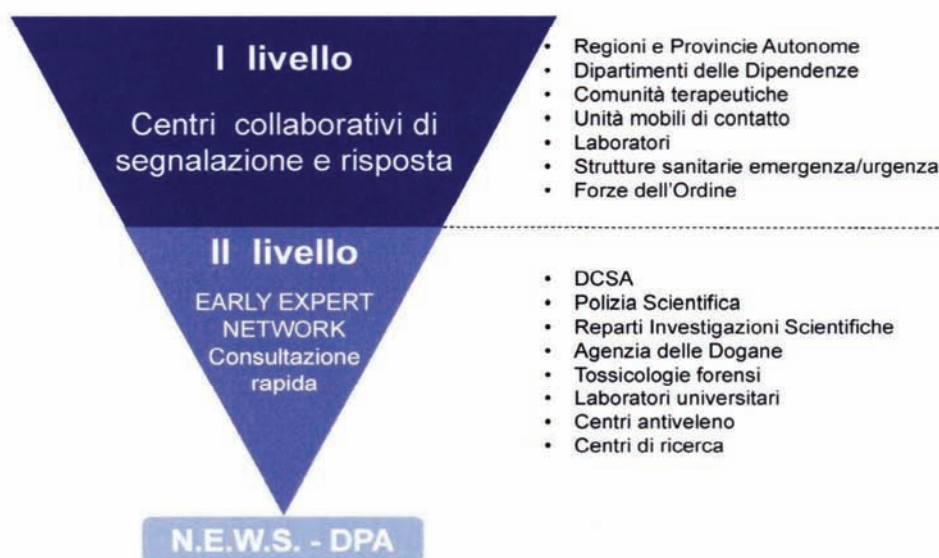 I livello
Centri collaborativi di
segnalazione e risposta
• Regioni e Provincie Autonome
• Dipartimenti delle Dipendenze
• Comunità terapeutiche
• Unità mobili di contatto
• Laboratori
• Strutture sanitarie emergenza/urgenza
• Forze dell'Ordine
II livello
EARLY EXPERT
NETWORK
Consultazione
rapida
• DCSA
• Polizia Scientifica
• Reparti Investigazioni Scientifiche
• Agenzia delle Dogane
• Tossicologie forensi
• Laboratori universitari
• Centri antiveleno
• Centri di ricerca
N.E.W.S. - DPA